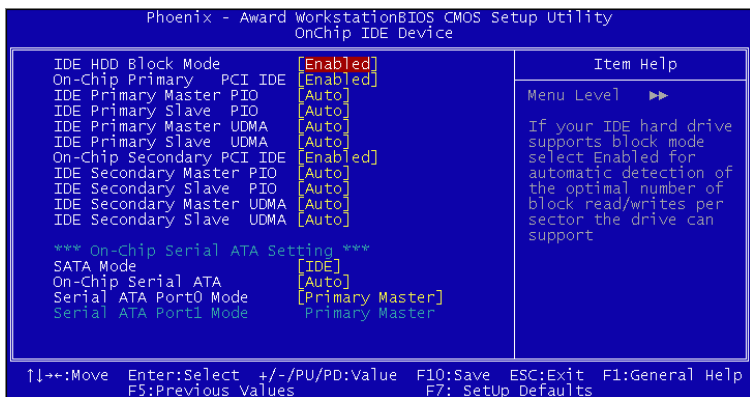 Phoenix - Award WorkstationBIOS CMOS Setup Utility
OnChip IDE Device
IDE HDD Block Mode [Enabled]
On-Chip Primary PCI IDE [Enabled]
IDE Primary Master PIO [Auto]
IDE Primary Slave PIO [Auto]
IDE Primary Master UDMA [Auto]
IDE Primary Slave UDMA [Auto]
On-Chip Secondary PCI IDE [Enabled]
IDE Secondary Master PIO [Auto]
IDE Secondary Slave PIO [Auto]
IDE Secondary Master UDMA [Auto]
IDE Secondary Slave UDMA [Auto]
*** On-Chip Serial ATA Setting ***
SATA Mode [IDE]
On-Chip Serial ATA [Auto]
Serial ATA Port0 Mode [Primary Master]
Serial ATA Port1 Mode Primary Master
Item Help
Menu Level ►►
If your IDE hard drive
supports block mode
select Enabled for
automatic detection of
the optimal number of
block read/writes per
sector the drive can
support
↑↓→←:Move Enter:Select +/-/PU/PD:Value F10:Save ESC:Exit F1:General Help
F5:Previous Values F7: SetUp Defaults